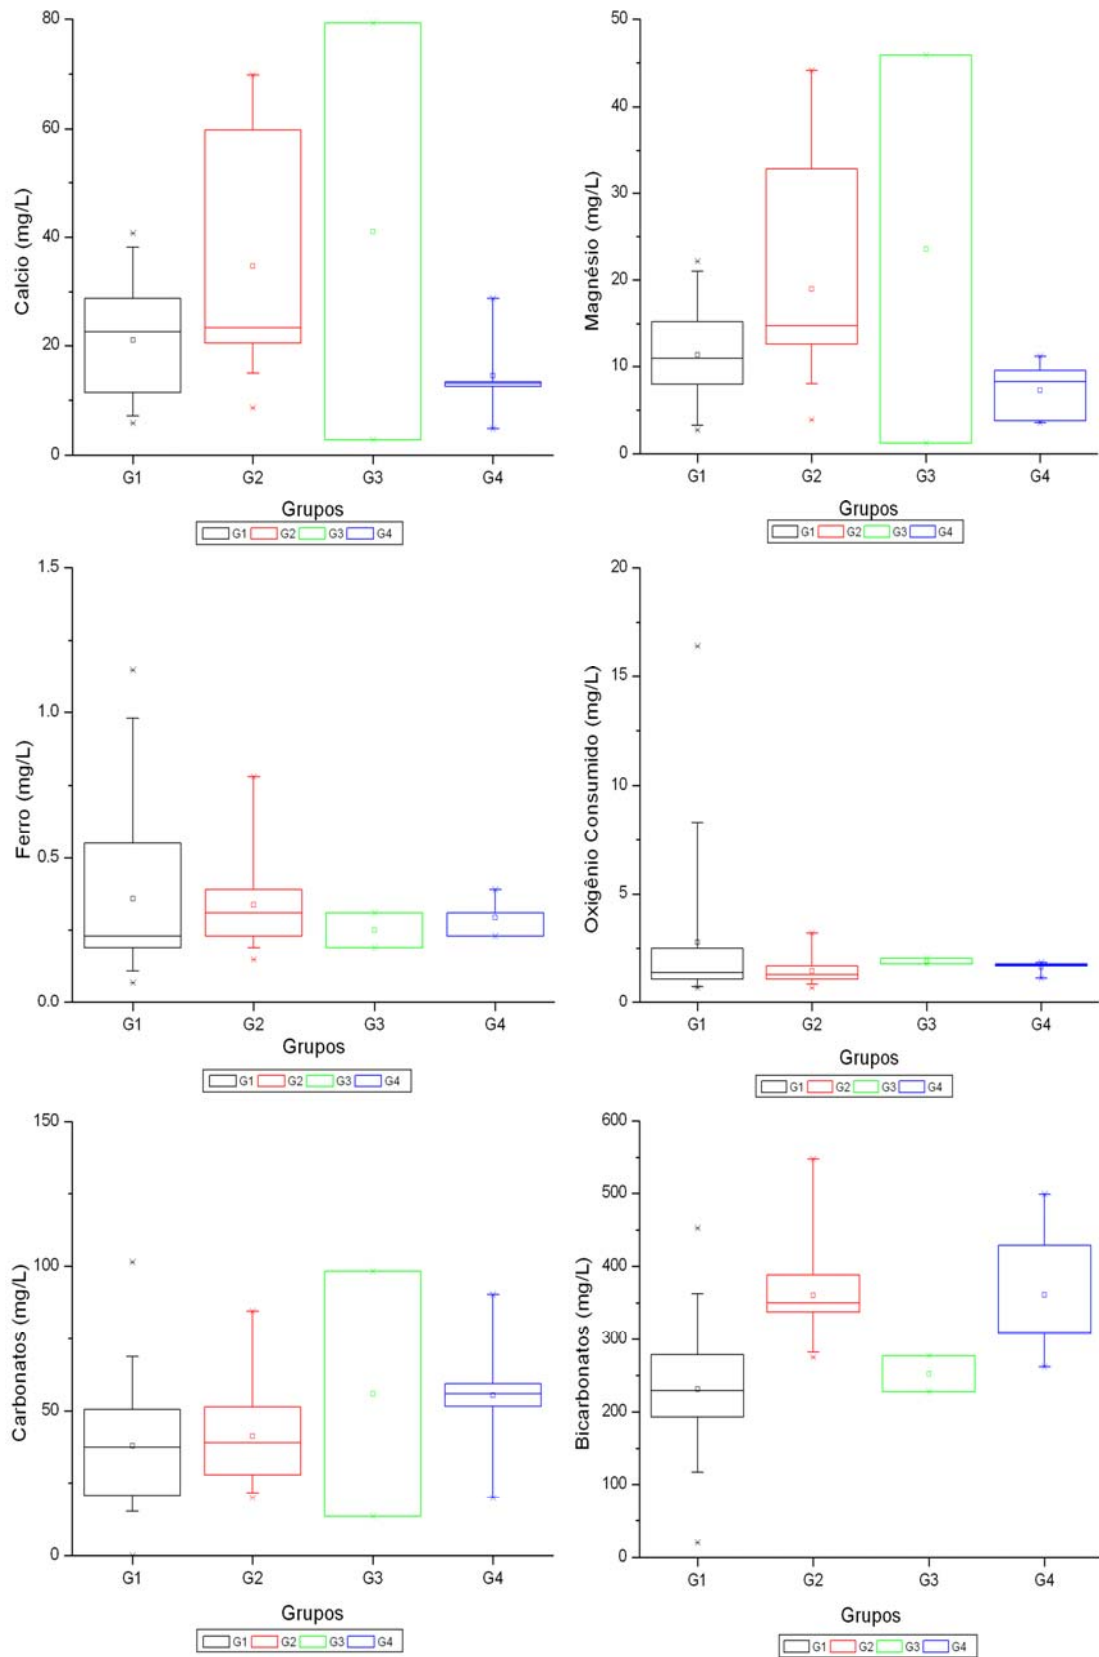 80
60
40
20
0
Calcio (mg/L)
G1 G2 G3 G4
Grupos
G1 G2 G3 G4
50
40
30
20
10
0
Magnésio (mg/L)
G1 G2 G3 G4
Grupos
G1 G2 G3 G4
1.5
1.0
0.5
0.0
Ferro (mg/L)
G1 G2 G3 G4
Grupos
G1 G2 G3 G4
20
15
10
5
0
Oxigênio Consumido (mg/L)
G1 G2 G3 G4
Grupos
G1 G2 G3 G4
150
100
50
0
Carbonatos (mg/L)
G1 G2 G3 G4
Grupos
G1 G2 G3 G4
600
500
400
300
200
100
0
Bicarbonatos (mg/L)
G1 G2 G3 G4
Grupos
G1 G2 G3 G4